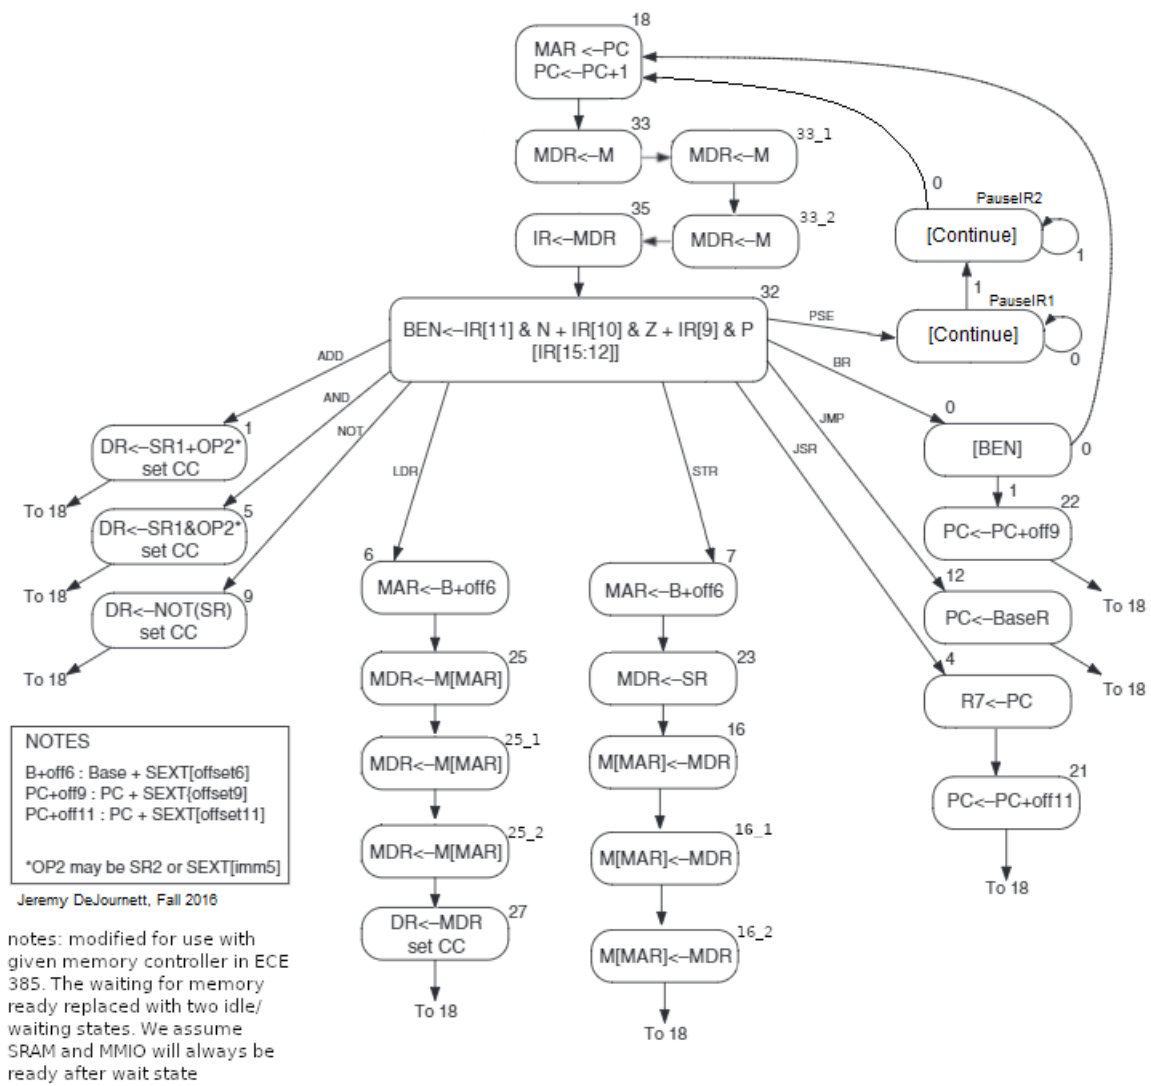 18
MAR <–PC
PC<–PC+1
33
MDR<–M
33_1
MDR<–M
0
PauseIR2
35
IR<–MDR
33_2
MDR<–M
[Continue]
1
32
1
PauseIR1
BEN<–IR[11] & N + IR[10] & Z + IR[9] & P
[IR[15:12]]
PSE
[Continue]
0
ADD
BR
AND
0
JMP
NOT
1
DR<–SR1+OP2*
set CC
JSR
[BEN]
0
LDR
STR
1
To 18
5
DR<–SR1&OP2*
set CC
22
PC<–PC+off9
6
MAR<–B+off6
7
MAR<–B+off6
12
To 18
9
DR<–NOT(SR)
set CC
To 18
PC<–BaseR
25
MDR<–M[MAR]
23
MDR<–SR
4
To 18
To 18
R7<–PC
NOTES
B+off6 : Base + SEXT[offset6]
PC+off9 : PC + SEXT{offset9]
PC+off11 : PC + SEXT[offset11]
*OP2 may be SR2 or SEXT[imm5]
25_1
MDR<–M[MAR]
16
M[MAR]<–MDR
21
PC<–PC+off11
25_2
MDR<–M[MAR]
16_1
M[MAR]<–MDR
To 18
Jeremy DeJournett, Fall 2016
27
DR<–MDR
set CC
16_2
M[MAR]<–MDR
To 18
To 18
notes: modified for use with
given memory controller in ECE
385. The waiting for memory
ready replaced with two idle/
waiting states. We assume
SRAM and MMIO will always be
ready after wait state